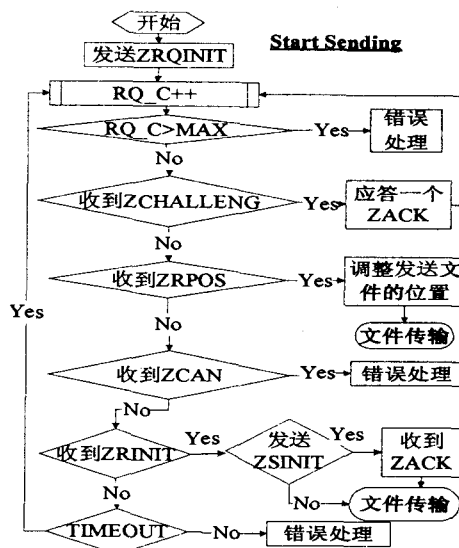 开始
Start Sending
发送ZRQINIT
RQ_C++
RQ_C>MAX
Yes
错误
处理
No
收到ZCHALLENG
Yes
应答一个
ZACK
No
收到ZRPOS
Yes
调整发送文
件的位置
Yes
No
文件传输
收到ZCAN
Yes
错误处理
No
收到ZRINIT
Yes
发送
ZSINIT
Yes
收到
ZACK
No
No
文件传输
TIMEOUT
No
错误处理